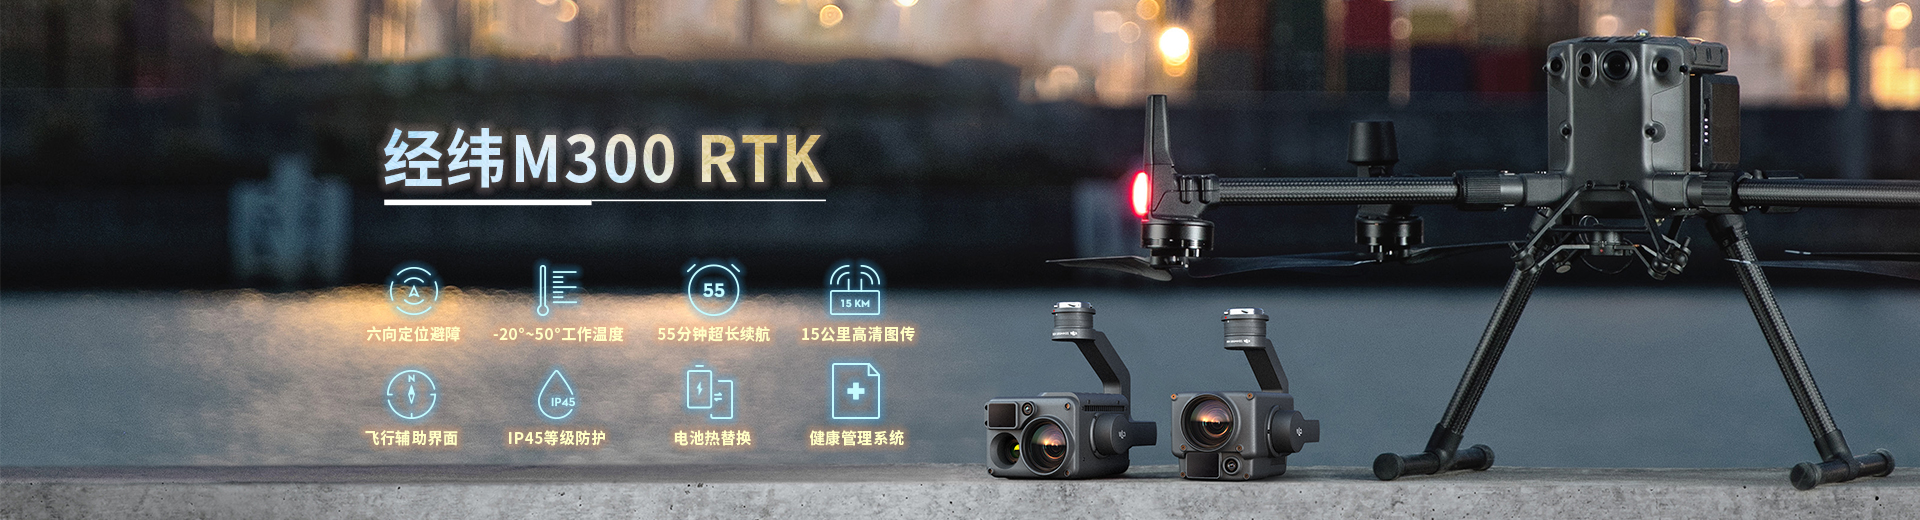 经纬M300 RTK
55
15 KM
六向定位避障
-20°~50°工作温度
55分钟超长续航
15公里高清图传
N
IP45
飞行辅助界面
IP45等级防护
电池热替换
健康管理系统